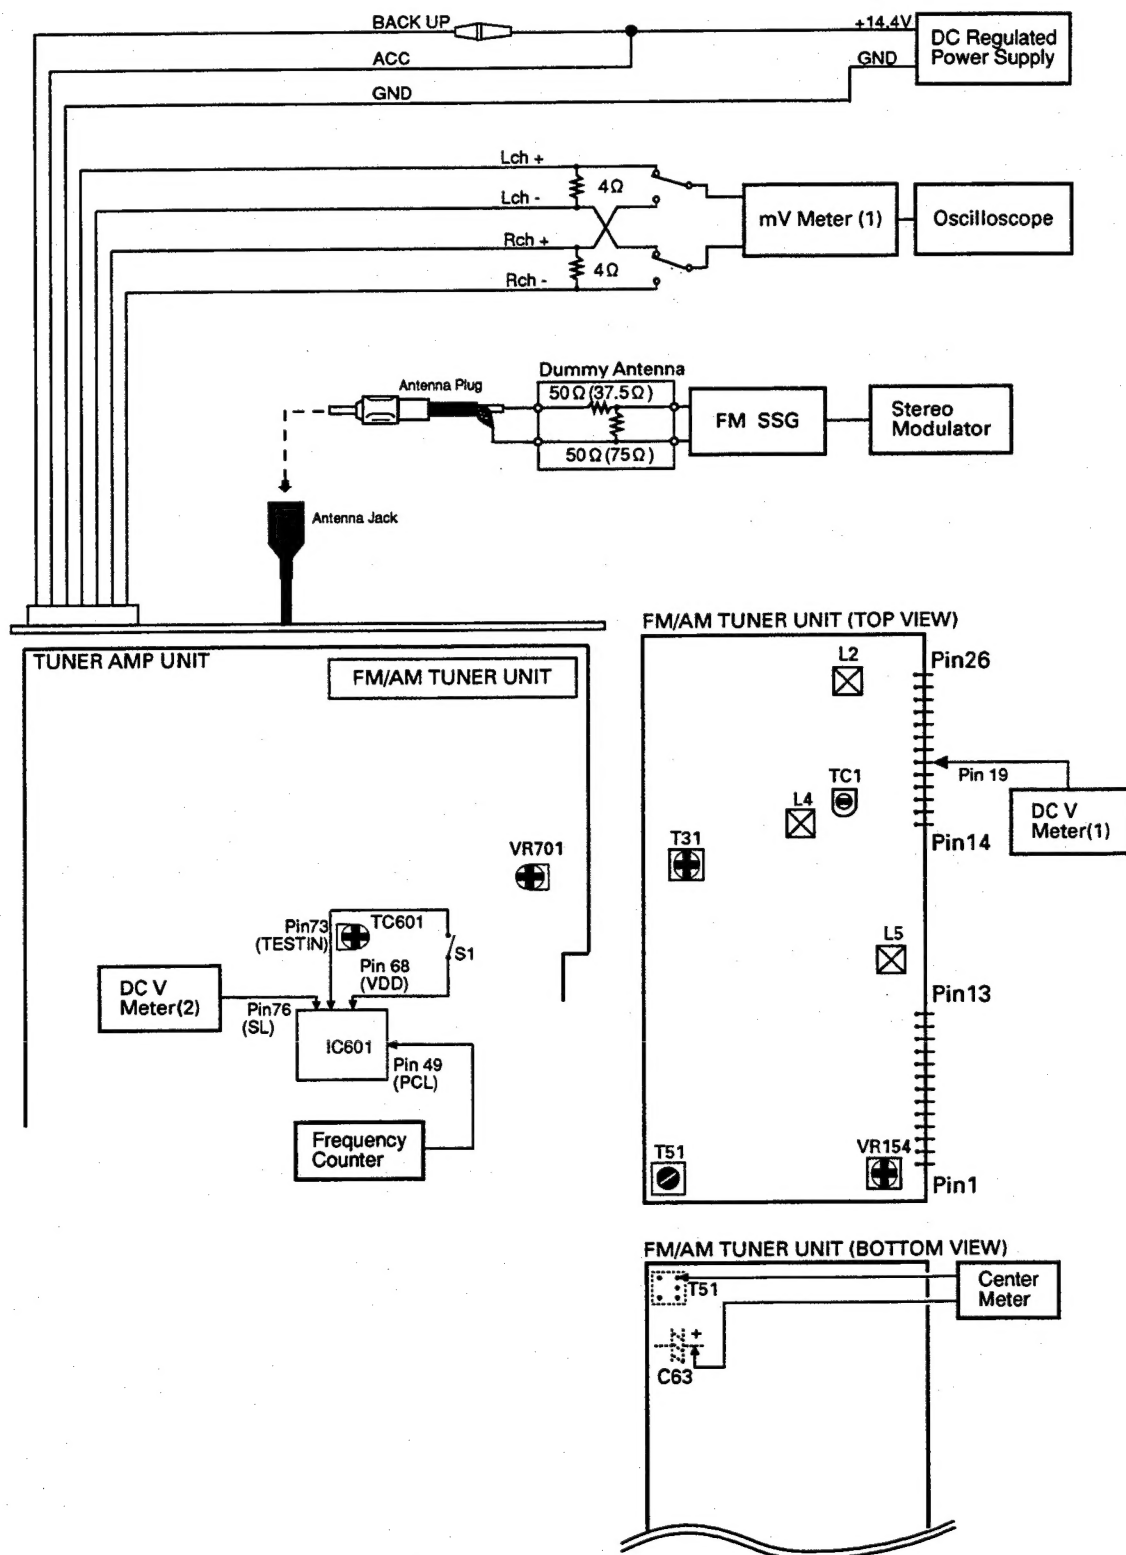 BACK UP
+14.4V
DC Regulated
Power Supply
ACC
GND
GND
Lch +
4Ω
Lch -
mV Meter (1)
Oscilloscope
Rch +
4Ω
Rch -
Dummy Antenna
Antenna Plug
50Ω(37.5Ω)
FM SSG
Stereo
Modulator
50Ω(75Ω)
Antenna Jack
TUNER AMP UNIT
FM/AM TUNER UNIT
VR701
Pin73
(TESTIN)
TC601
S1
Pin 68
(VDD)
DC V
Meter(2)
Pin76
(SL)
IC601
Pin 49
(PCL)
Frequency
Counter
FM/AM TUNER UNIT (TOP VIEW)
L2
Pin26
TC1
Pin 19
L4
DC V
Meter(1)
T31
Pin14
L5
Pin13
T51
VR154
Pin1
FM/AM TUNER UNIT (BOTTOM VIEW)
T51
Center
Meter
+
C63